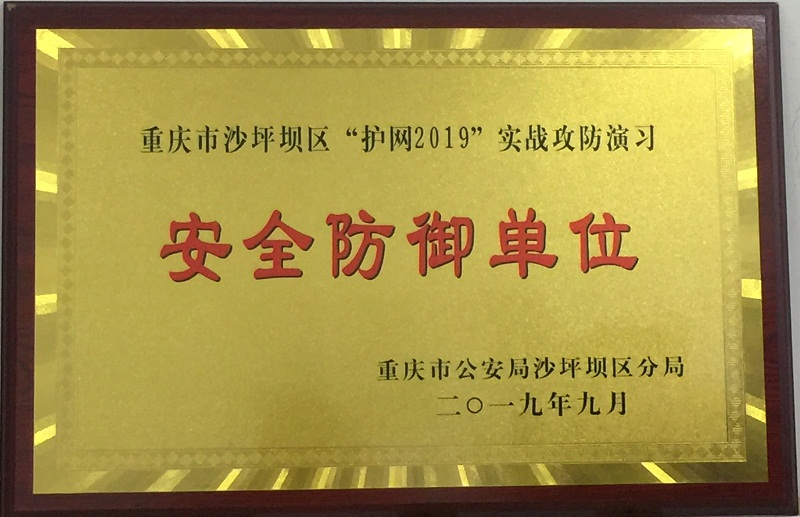 重庆市沙坪坝区“护网2019”实战攻防演习
安全防御单位
重庆市公安局沙坪坝区分局
二〇一九年九月